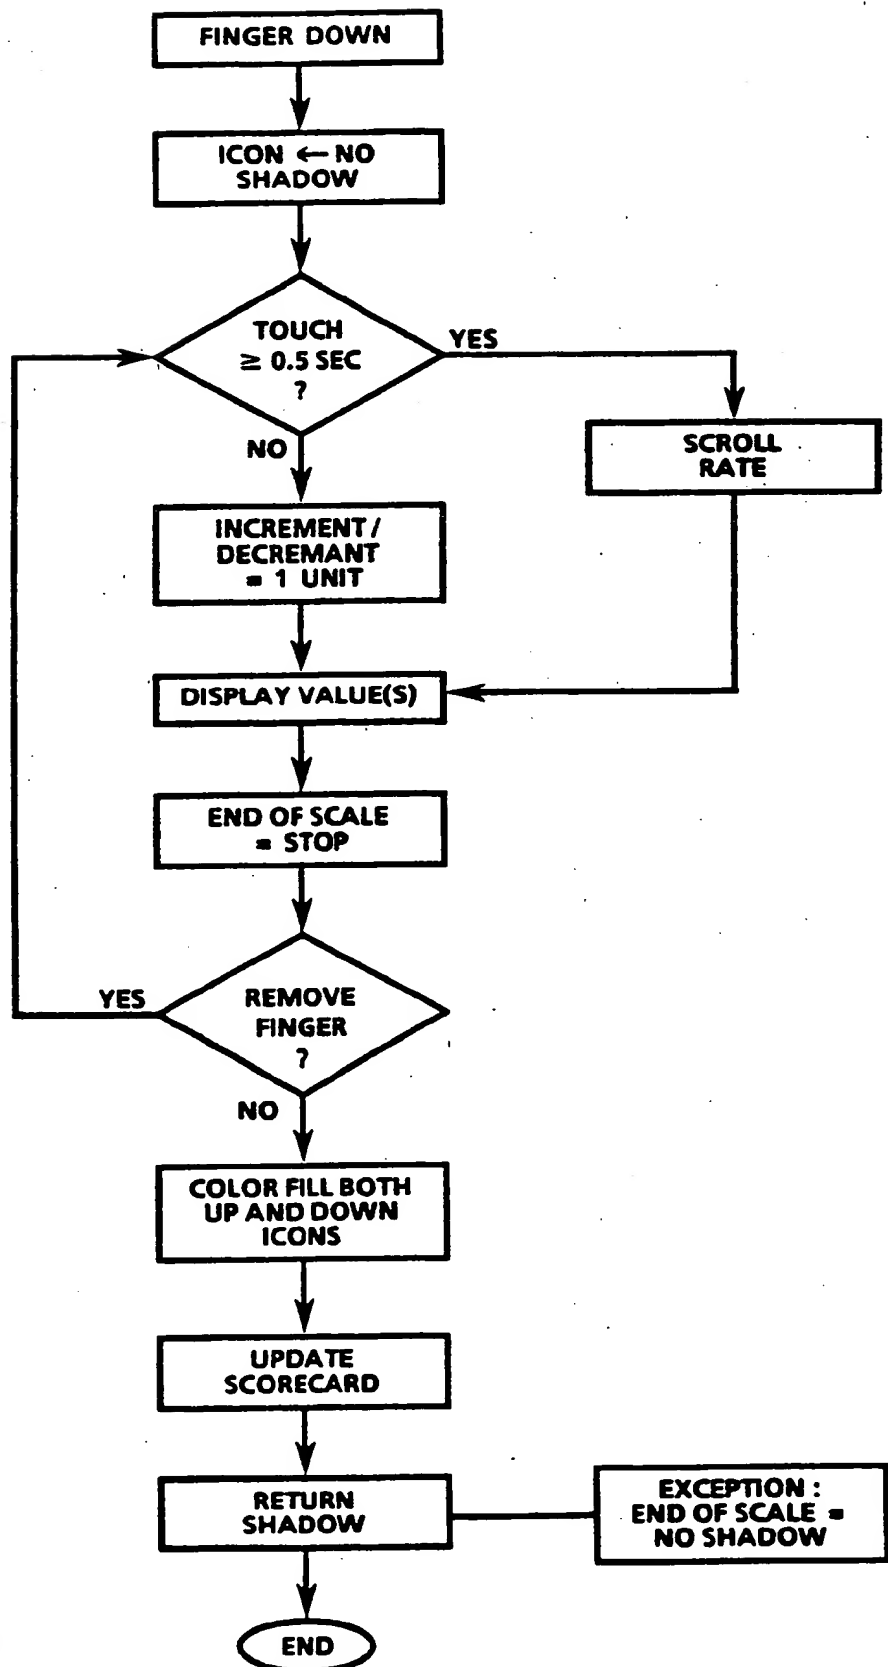 FINGER DOWN
ICON ← NO
SHADOW
TOUCH
≥ 0.5 SEC
?
YES
NO
SCROLL
RATE
INCREMENT /
DECREMANT
= 1 UNIT
DISPLAY VALUE(S)
END OF SCALE
= STOP
REMOVE
FINGER
?
YES
NO
COLOR FILL BOTH
UP AND DOWN
ICONS
UPDATE
SCORECARD
RETURN
SHADOW
EXCEPTION :
END OF SCALE =
NO SHADOW
END